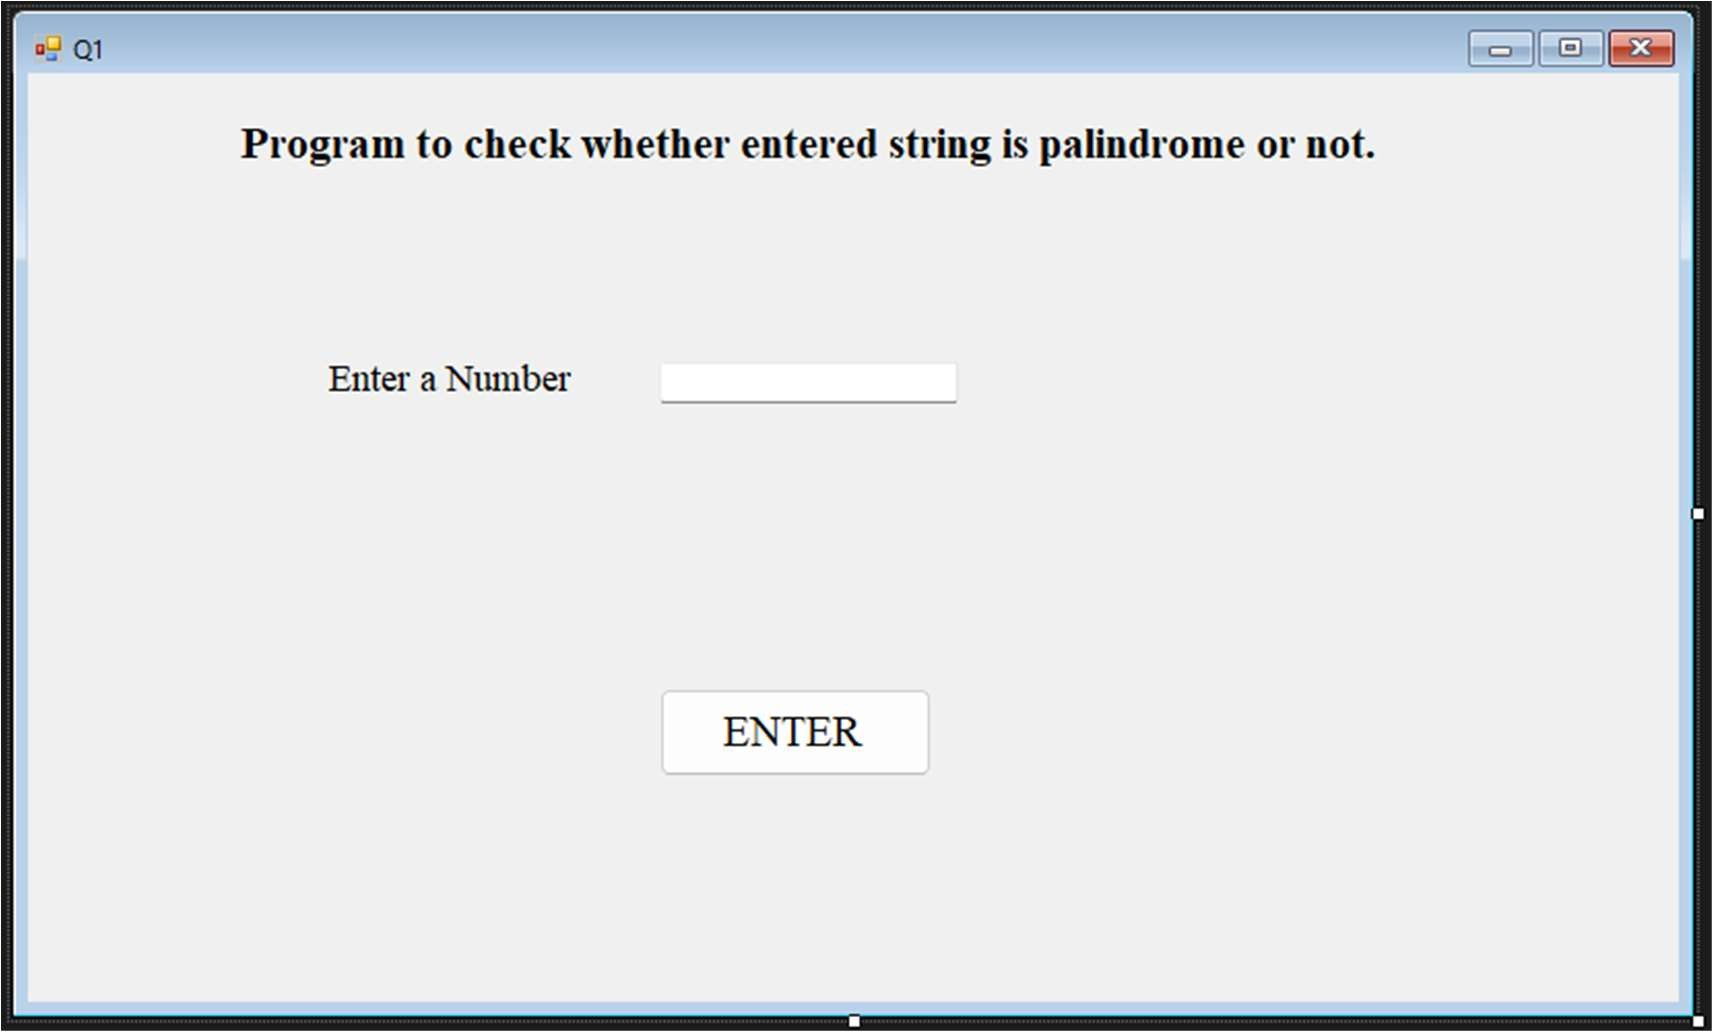 Q1
Program to check whether entered string is palindrome or not.
Enter a Number
ENTER